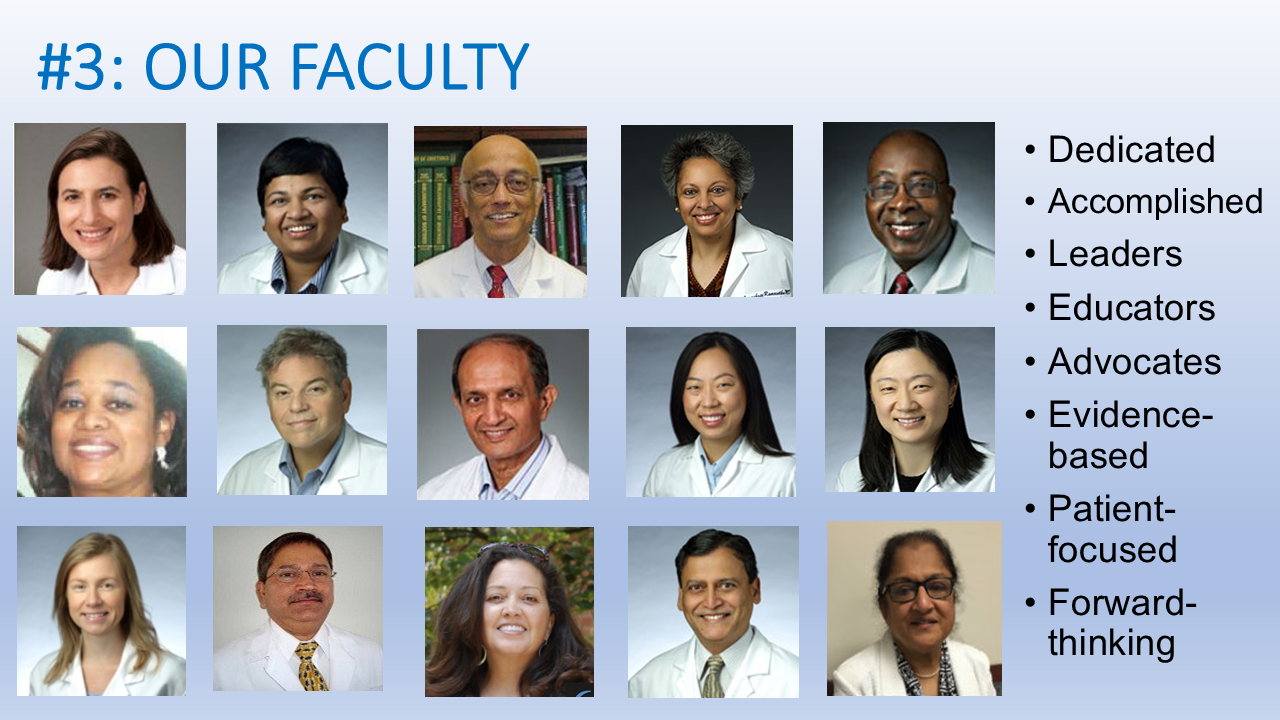 #3: OUR FACULTY
• Dedicated
• Accomplished
• Leaders
• Educators
• Advocates
• Evidence-
based
• Patient-
focused
• Forward-
thinking